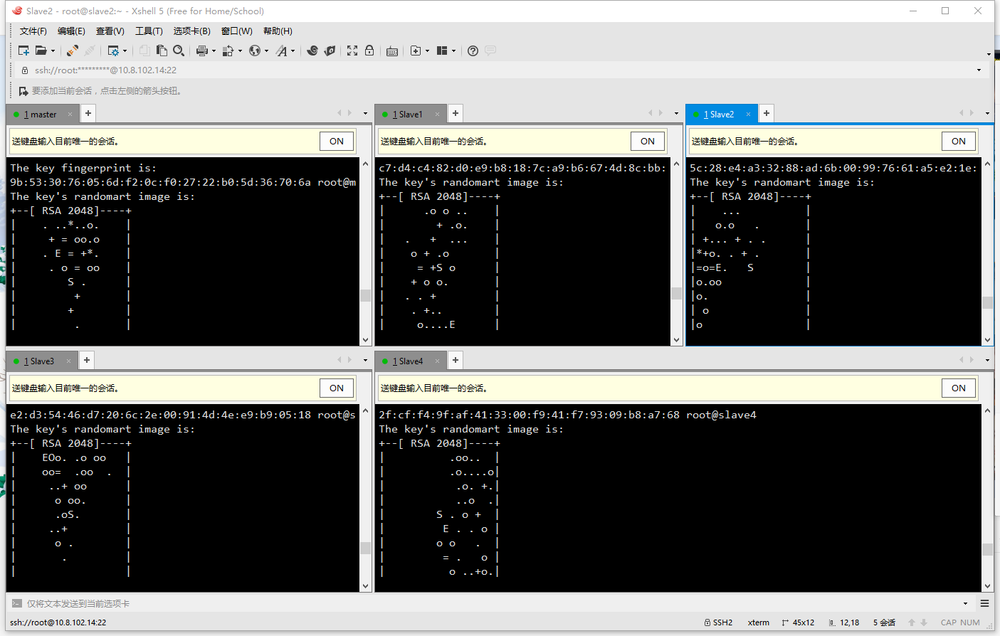 Slave2 - root@slave2:~ - Xshell 5 (Free for Home/School)
文件(F) 编辑(E) 查看(V) 工具(T) 选项卡(B) 窗口(W) 帮助(H)
ssh://root:*********@10.8.102.14:22
要添加当前会话，点击左侧的箭头按钮。
1 master
送键盘输入目前唯一的会话。 ON
The key fingerprint is:
9b:53:30:76:05:6d:f2:0c:f0:27:22:b0:5d:36:70:6a root@m
The key's randomart image is:
+--[ RSA 2048]----+
|    . ..*..o.    |
|     + = oo.o    |
|    . E = +*.    |
|     . o = oo    |
|        S .      |
|         +       |
|        +        |
|         .       |
1 Slave1
送键盘输入目前唯一的会话。 ON
c7:d4:c4:82:d0:e9:b8:18:7c:a9:b6:67:4d:8c:bb:
The key's randomart image is:
+--[ RSA 2048]----+
|      .o o ..    |
|        + .o.    |
|   .   +  ...    |
|    o + .o       |
|     = +S o      |
|    + o o.       |
|   . . +         |
|    . +..        |
|     o....E      |
1 Slave2
送键盘输入目前唯一的会话。 ON
5c:28:e4:a3:32:88:ad:6b:00:99:76:61:a5:e2:1e:
The key's randomart image is:
+--[ RSA 2048]----+
|    ...          |
|   o.o   .       |
| +... + . .      |
|*+o. . + .       |
|=o=E.   S        |
|o.oo             |
|o.               |
| o               |
|o                |
1 Slave3
送键盘输入目前唯一的会话。 ON
e2:d3:54:46:d7:20:6c:2e:00:91:4d:4e:e9:b9:05:18 root@s
The key's randomart image is:
+--[ RSA 2048]----+
|    EOo. .o oo   |
|    oo=  .oo  .  |
|     ..+ oo      |
|      o oo.      |
|      .oS.       |
|     ..+         |
|      o .        |
|       .         |
|                 |
1 Slave4
送键盘输入目前唯一的会话。 ON
2f:cf:f4:9f:af:41:33:00:f9:41:f7:93:09:b8:a7:68 root@slave4
The key's randomart image is:
+--[ RSA 2048]----+
|          .oo..  |
|          .o....o|
|           .o. +.|
|           ..o  .|
|        S . o +  |
|         E . . o |
|        o o   .  |
|         = .   o |
|          o ..+o.|
仅将文本发送到当前选项卡
ssh://root@10.8.102.14:22 SSH2 xterm 45x12 12,18 5 会话 CAP NUM